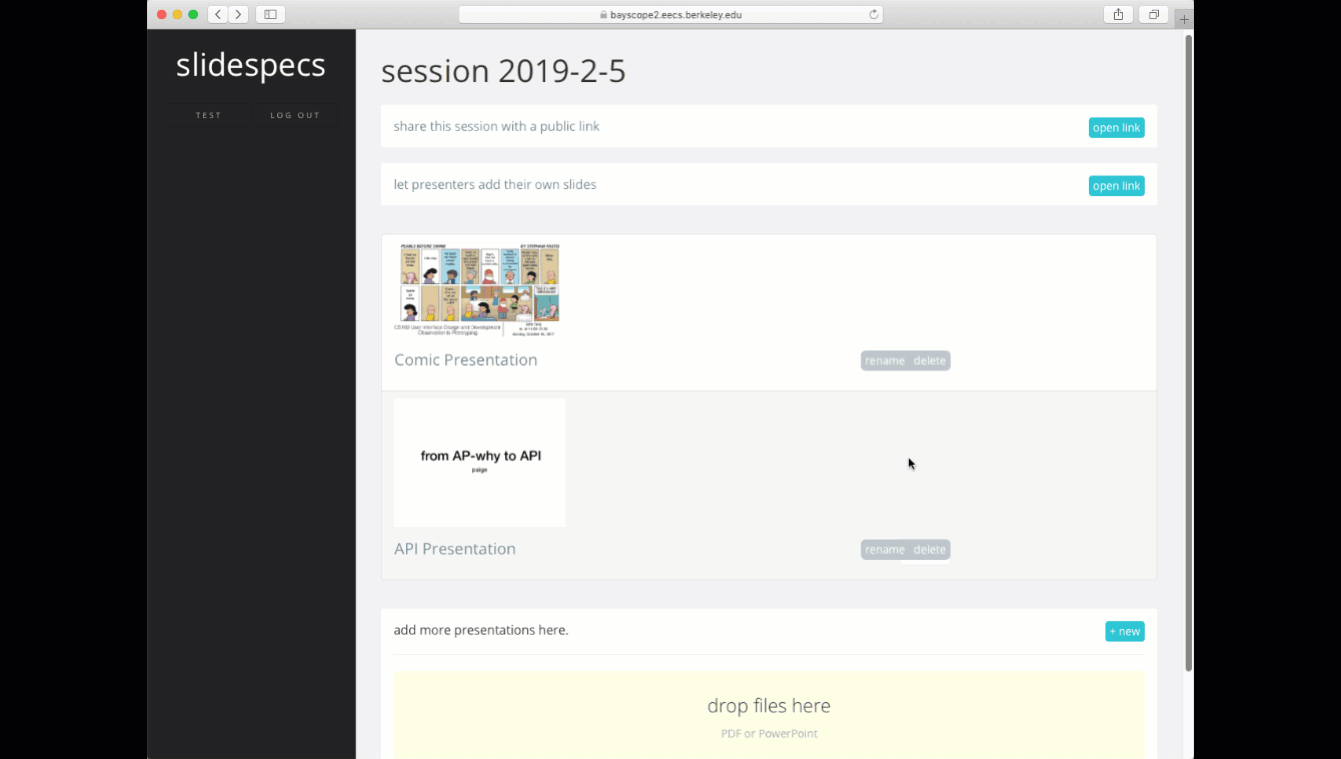 bayscope2.eecs.berkeley.edu
slidespecs
TEST LOG OUT
session 2019-2-5
share this session with a public link
open link
let presenters add their own slides
open link
PEARLS BEFORE SWINE BY STEPHAN PASTIS
CS160 User Interface Design and Development
Observation to Prototyping
Comic Presentation
rename delete
from AP-why to API
paige
API Presentation
rename delete
add more presentations here.
+ new
drop files here
PDF or PowerPoint